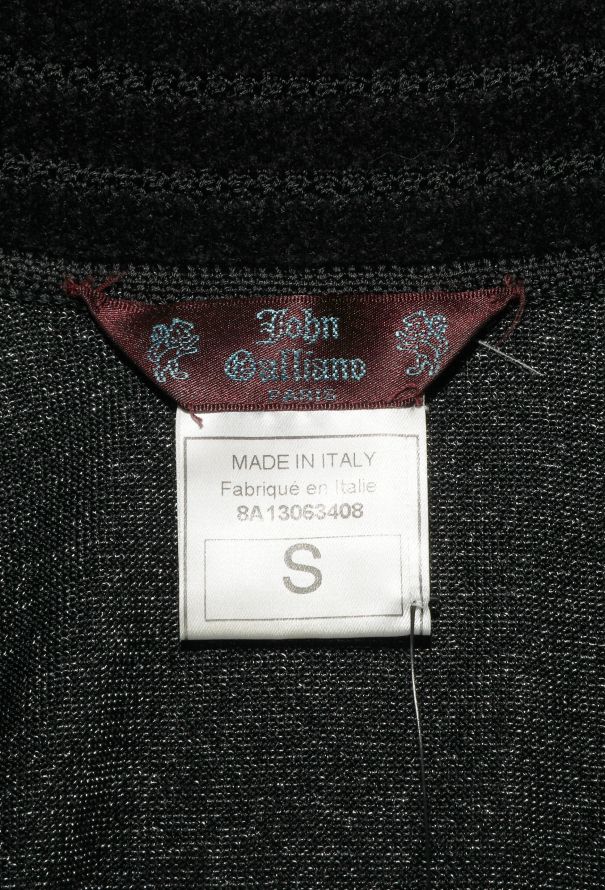 John
Galliano
PARIS
MADE IN ITALY
Fabriqué en Italie
8A13063408
S